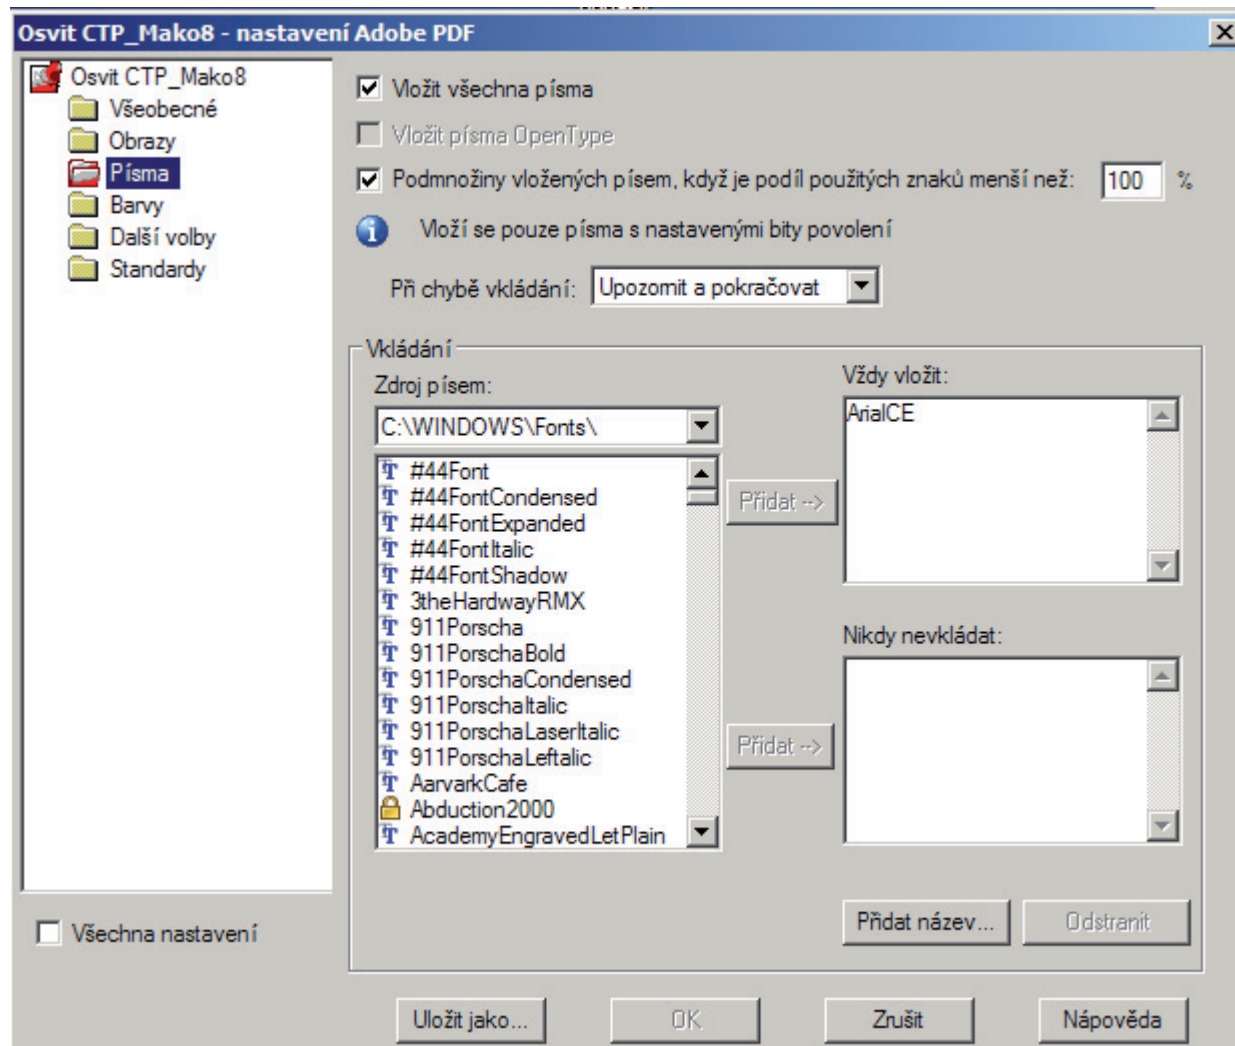 Osvit CTP_Mako8 - nastavení Adobe PDF
Osvit CTP_Mako8
Všeobecné
Obrazy
Písma
Barvy
Další volby
Standardy
Všechna nastavení
Vložit všechna písma
Vložit písma OpenType
Podmnožiny vložených písem, když je podíl použitých znaků menší než: 100 %
Vloží se pouze písma s nastavenými bity povolení
Při chybě vkládání: Upozornit a pokračovat
Vkládání
Zdroj písem:
C:\WINDOWS\Fonts\
#44Font
#44FontCondensed
#44FontExpanded
#44FontItalic
#44FontShadow
3theHardwayRMX
911Porscha
911PorschaBold
911PorschaCondensed
911PorschaItalic
911PorschaLaserItalic
911PorschaLeftalic
AarvarkCafe
Abduction2000
AcademyEngravedLetPlain
Přidat -->
Přidat -->
Vždy vložit:
ArialCE
Nikdy nevkládat:
Přidat název...
Odstranit
Uložit jako...
OK
Zrušit
Nápověda